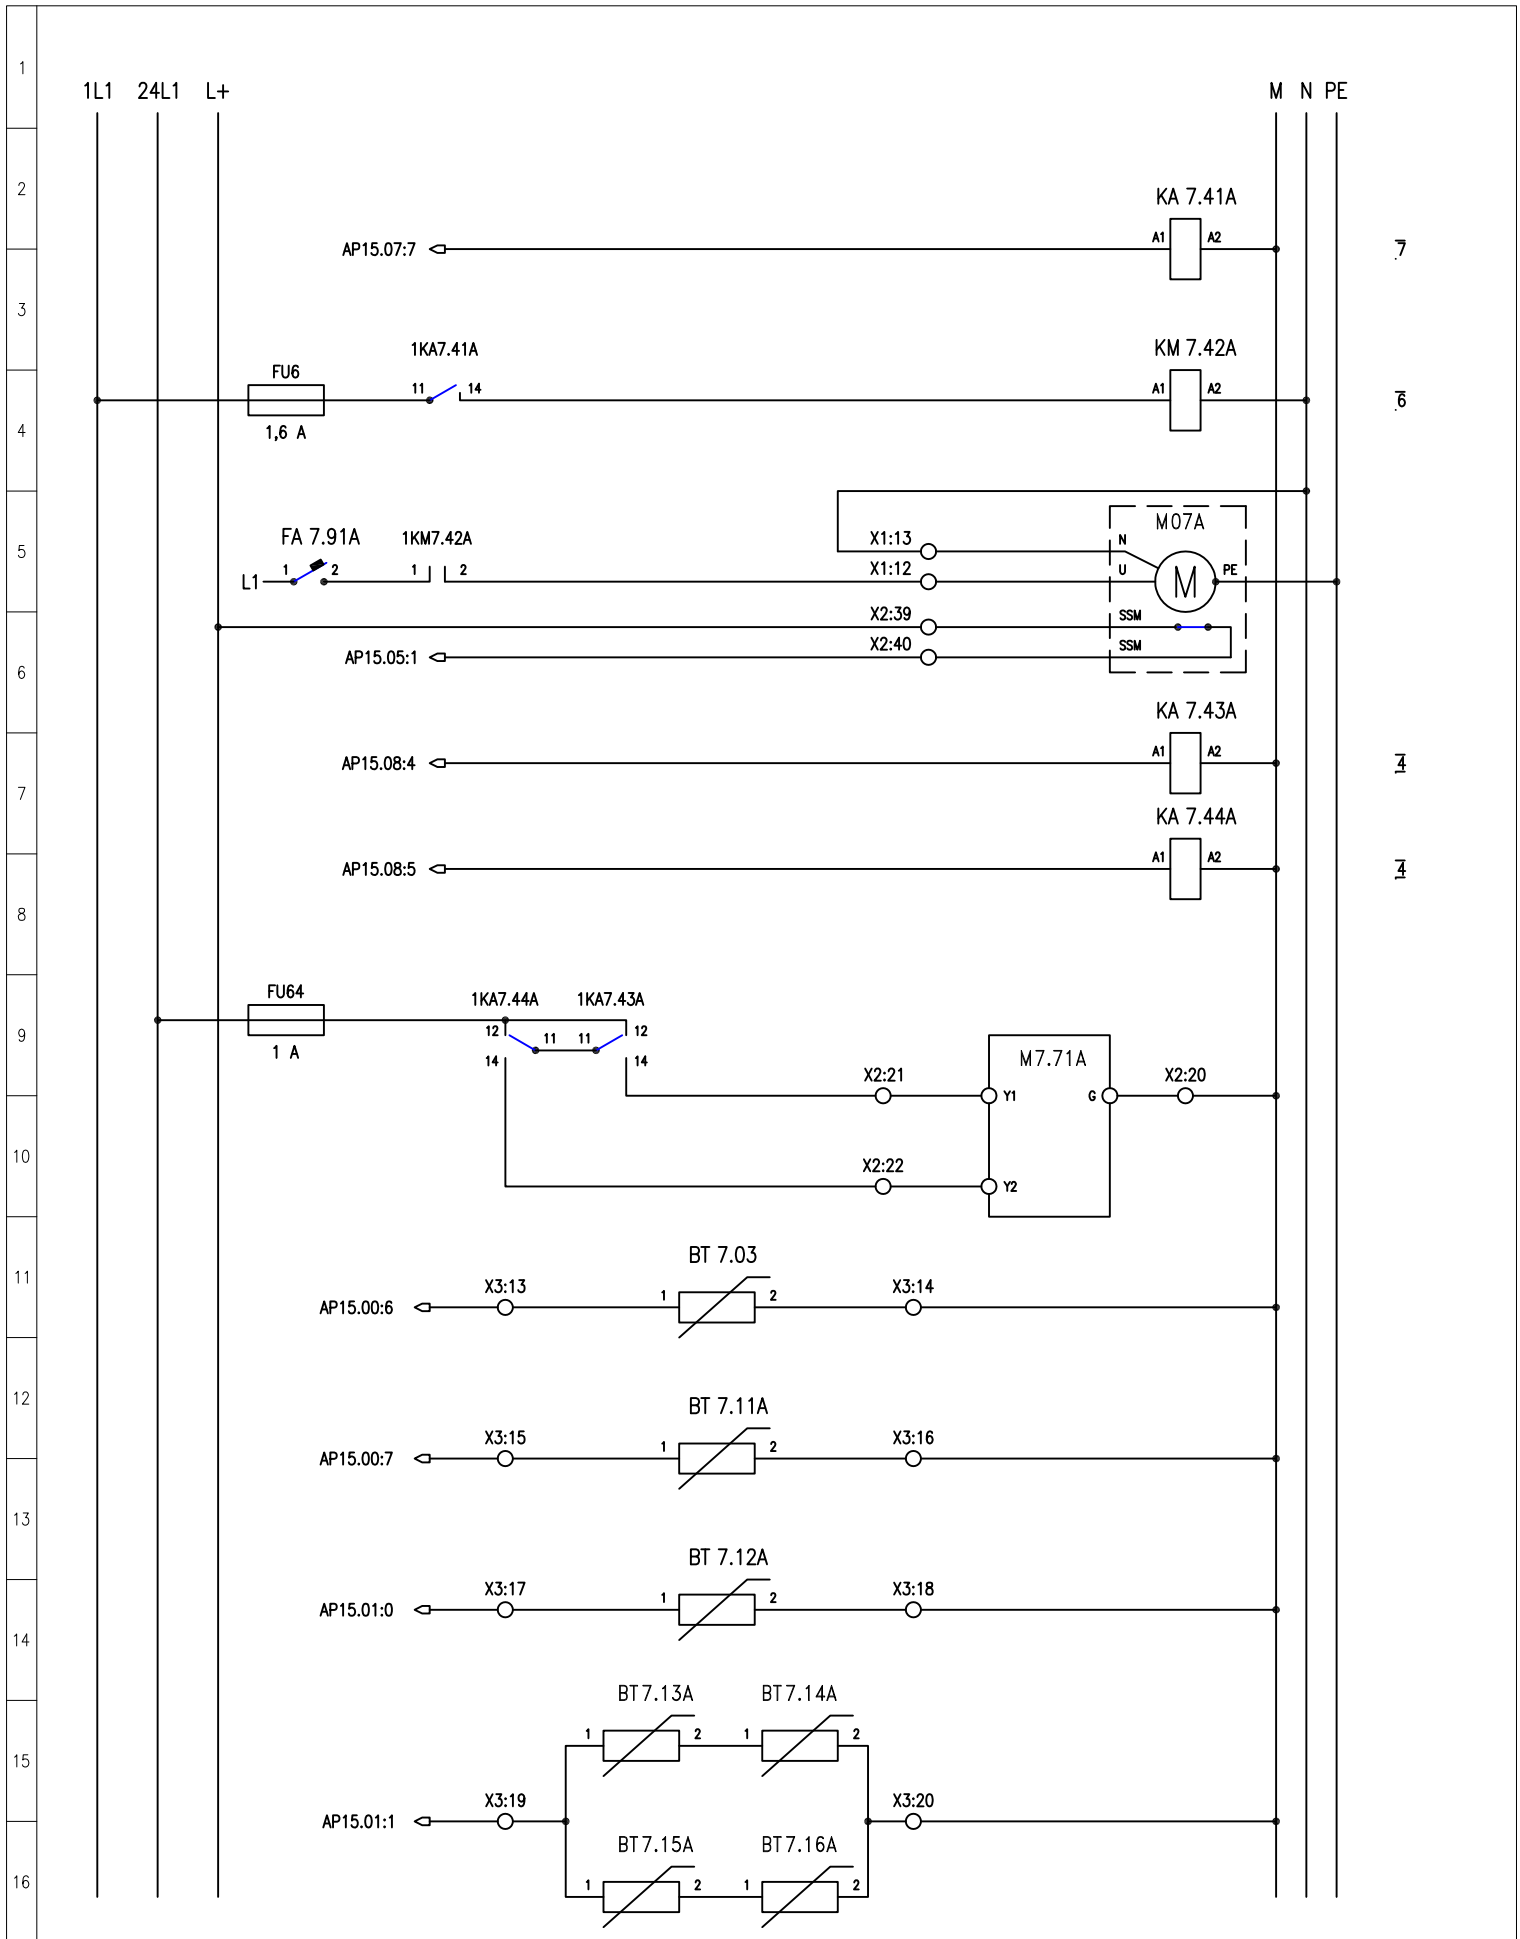 1
1L1 24L1 L+ M N PE
2
KA 7.41A
AP15.07:7 A1 A2 7
3
1KA7.41A KM 7.42A
FU6 11 14 A1 A2 6
1,6 A
4
M07A
5
FA 7.91A 1KM7.42A X1:13 N
L1 1 2 1 2 X1:12 U M PE
X2:39 SSM
AP15.05:1 X2:40 SSM
6
KA 7.43A
AP15.08:4 A1 A2 4
7
KA 7.44A
AP15.08:5 A1 A2 4
8
FU64 1KA7.44A 1KA7.43A
9
12 11 11 12
1 A 14 14 M7.71A
X2:21 Y1 G X2:20
10
X2:22 Y2
BT 7.03
11
AP15.00:6 X3:13 1 2 X3:14
12
BT 7.11A
AP15.00:7 X3:15 1 2 X3:16
13
BT 7.12A
AP15.01:0 X3:17 1 2 X3:18
14
BT7.13A BT7.14A
15
1 2 1 2
AP15.01:1 X3:19 X3:20
BT7.15A BT7.16A
16
1 2 1 2